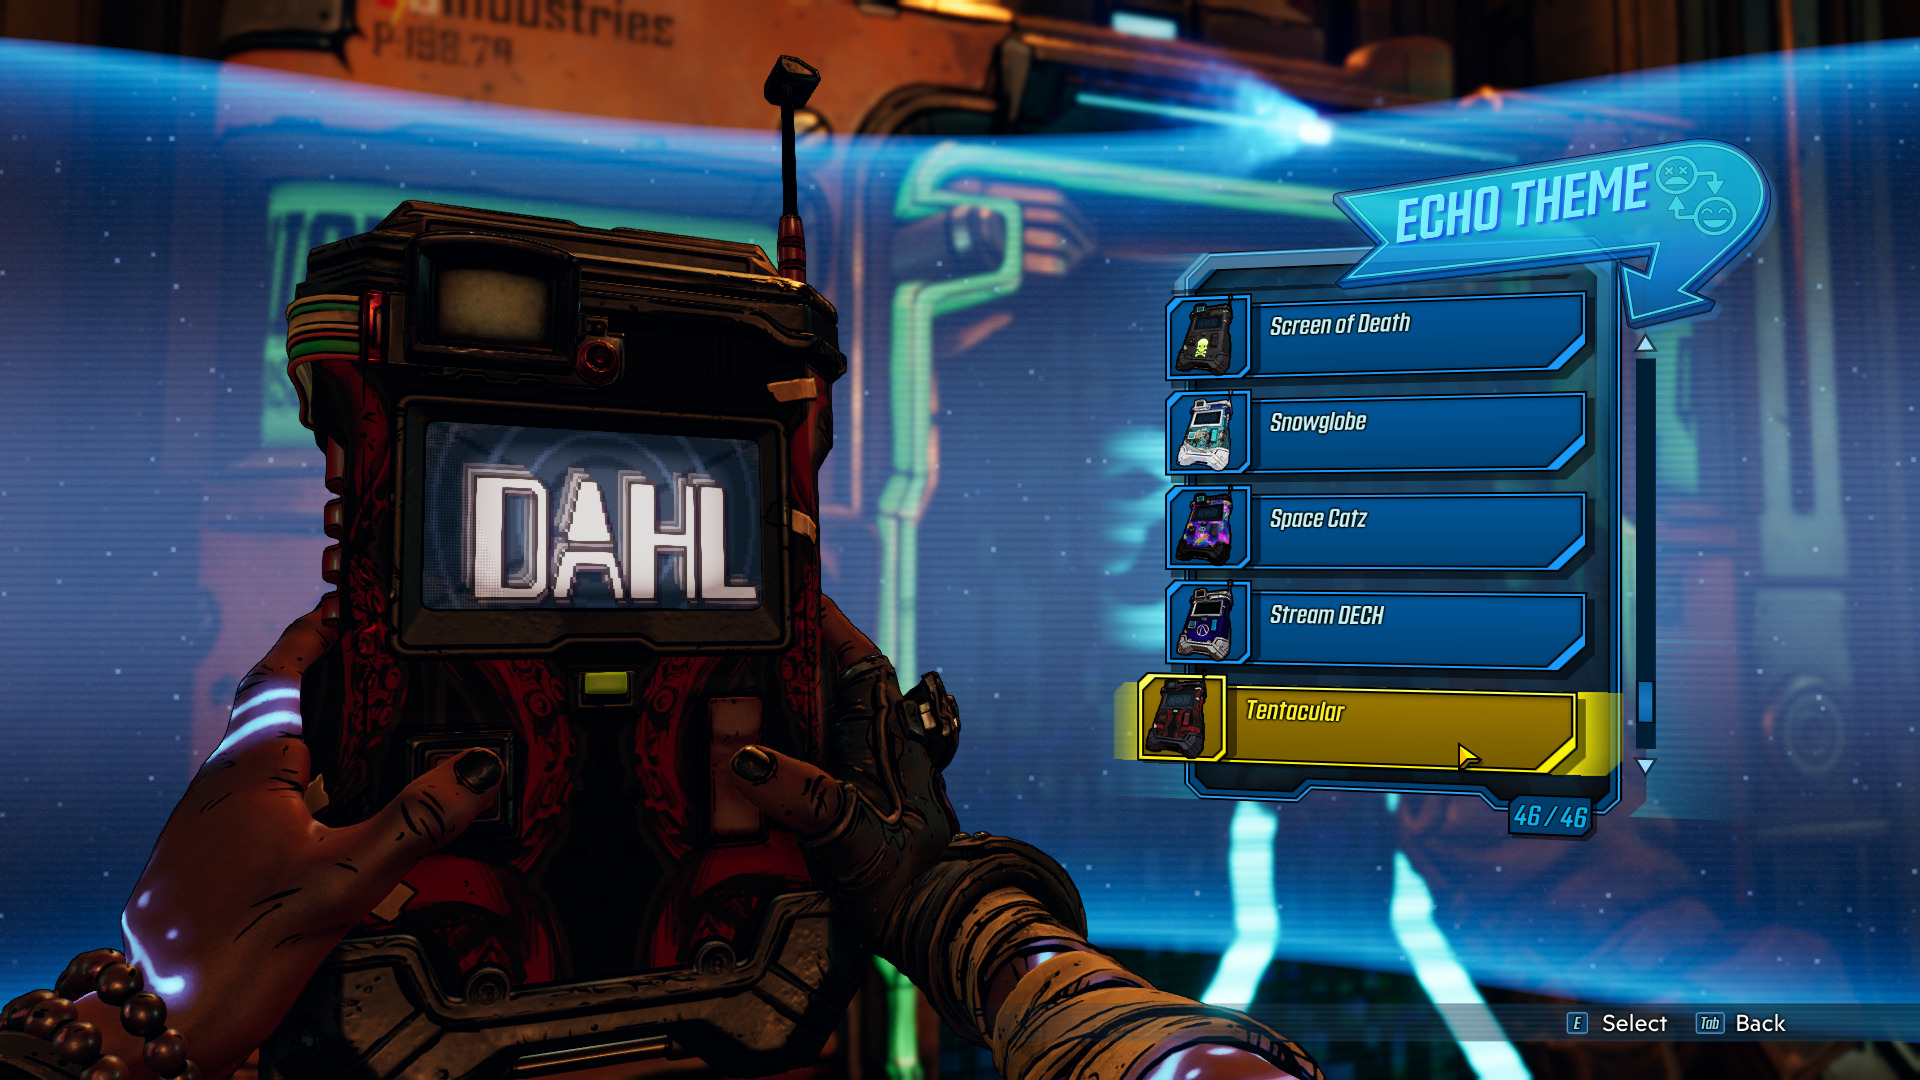 Industries
P-198.79
ECHO THEME
DAHL
Screen of Death
Snowglobe
Space Catz
Stream DECH
Tentacular
46 / 46
E Select Tab Back